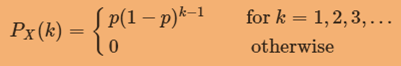 P_X(k) = { p(1 − p)^{k−1} for k = 1, 2, 3, ...
0 otherwise